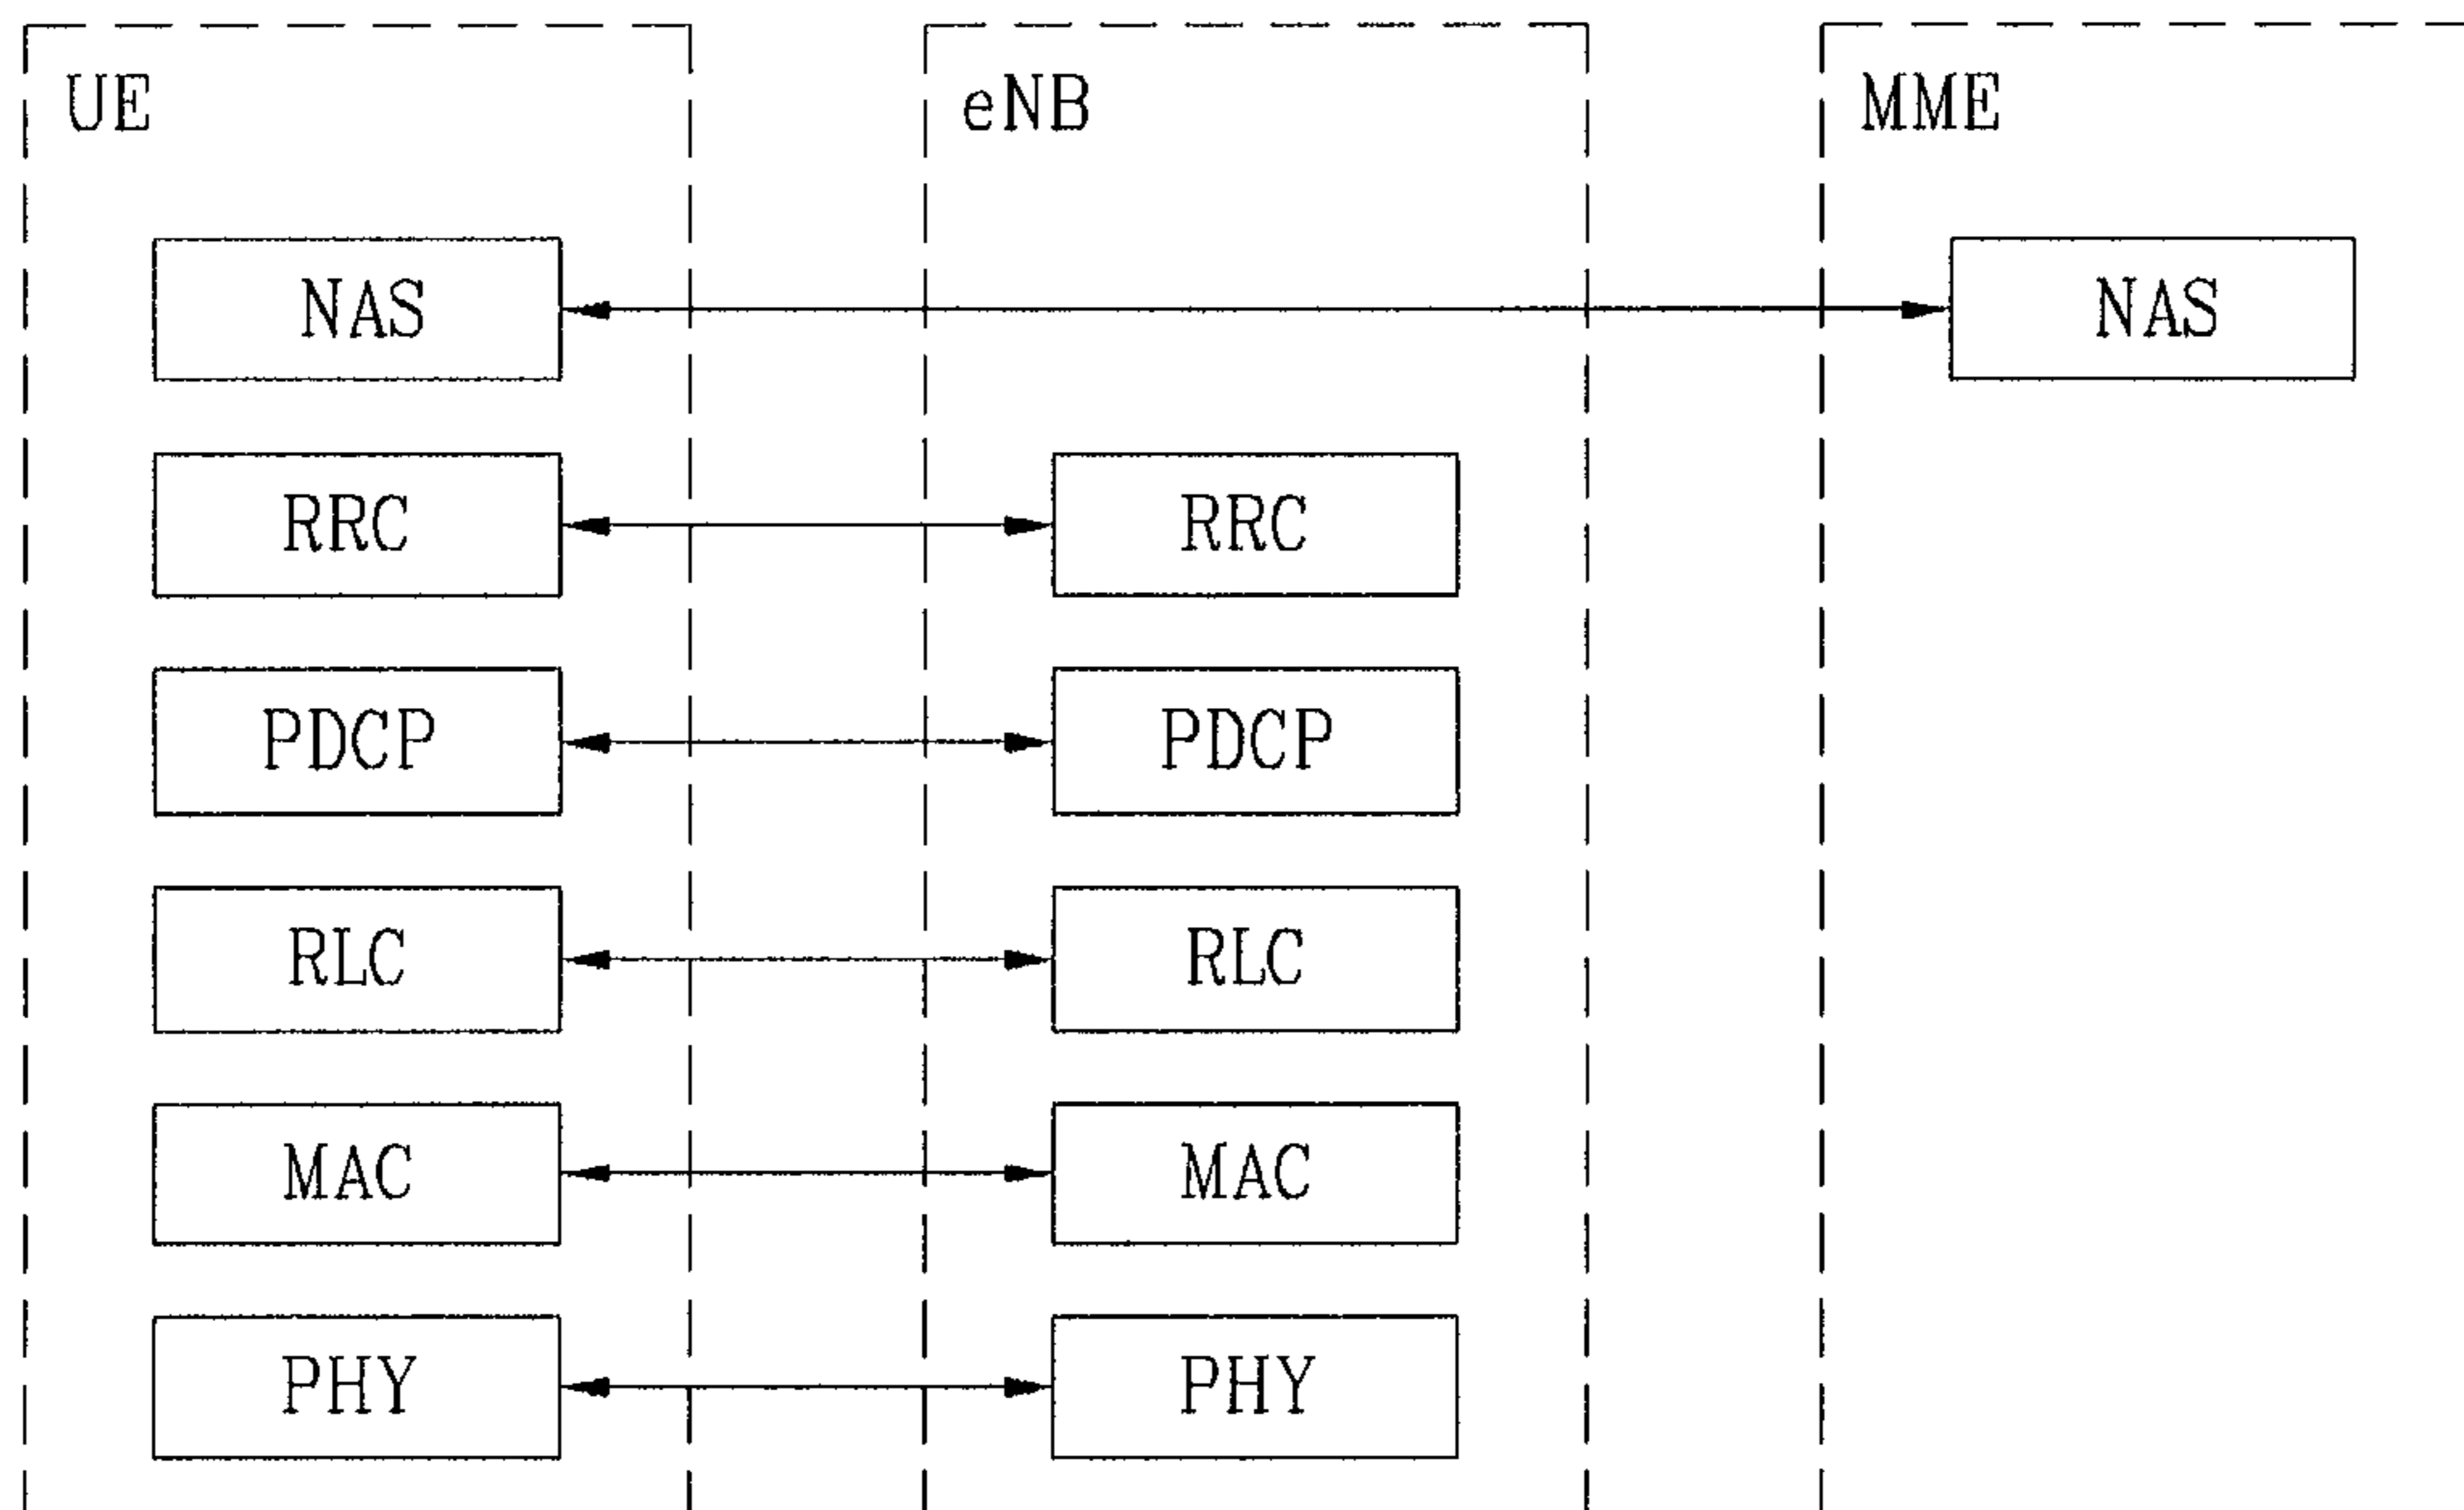 UE eNB MME
NAS NAS
RRC RRC
PDCP PDCP
RLC RLC
MAC MAC
PHY PHY